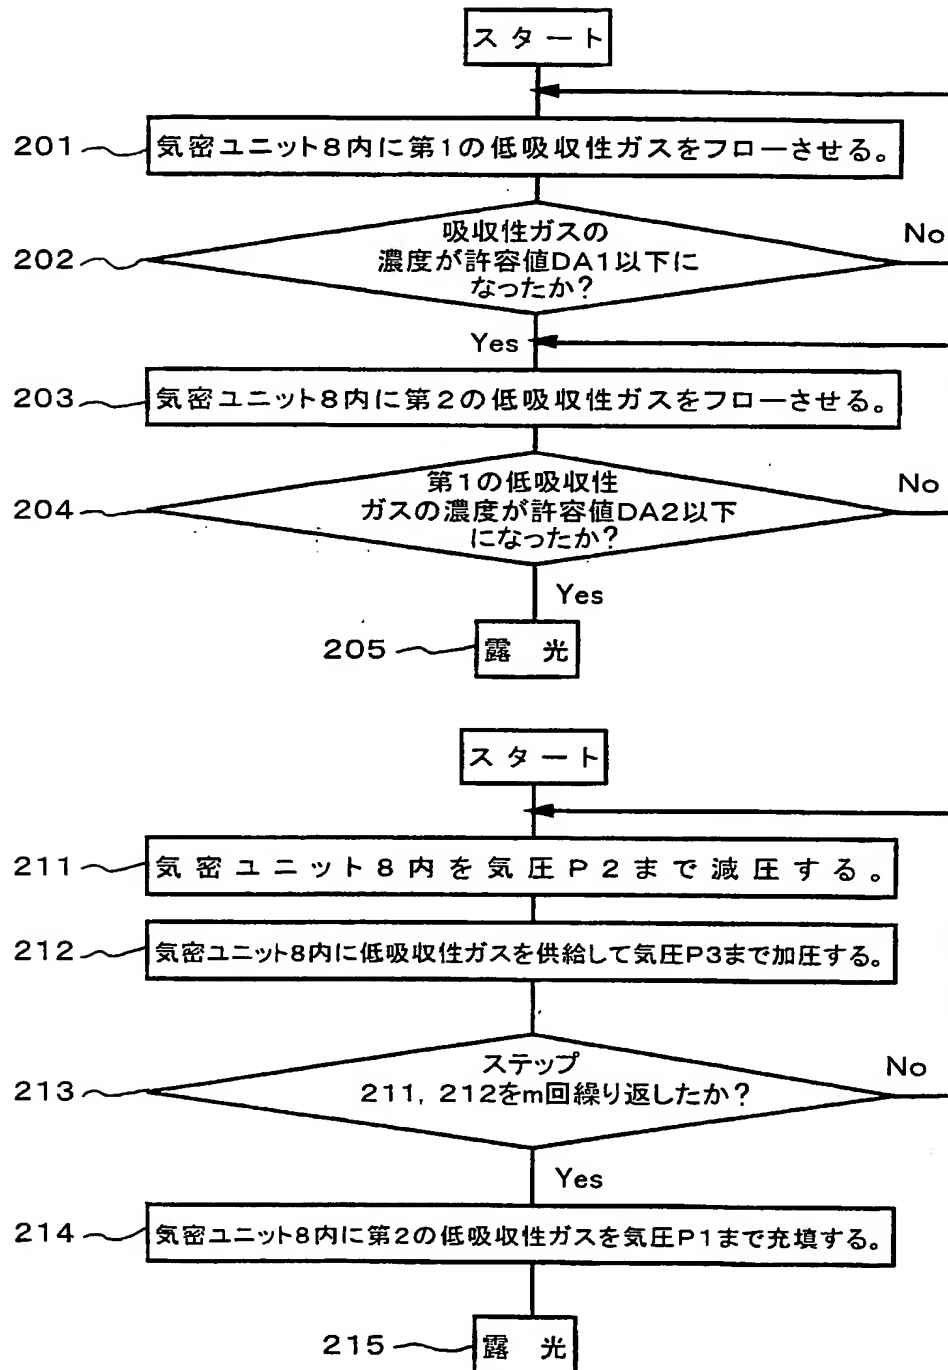 スタート
201 気密ユニット8内に第1の低吸収性ガスをフローさせる。
202 吸収性ガスの
濃度が許容値DA1以下に
なったか?
No
Yes
203 気密ユニット8内に第2の低吸収性ガスをフローさせる。
204 第1の低吸収性
ガスの濃度が許容値DA2以下
になったか?
No
Yes
205 露光
スタート
211 気密ユニット8内を気圧P2まで減圧する。
212 気密ユニット8内に低吸収性ガスを供給して気圧P3まで加圧する。
213 ステップ
211, 212をm回繰り返したか?
No
Yes
214 気密ユニット8内に第2の低吸収性ガスを気圧P1まで充填する。
215 露光